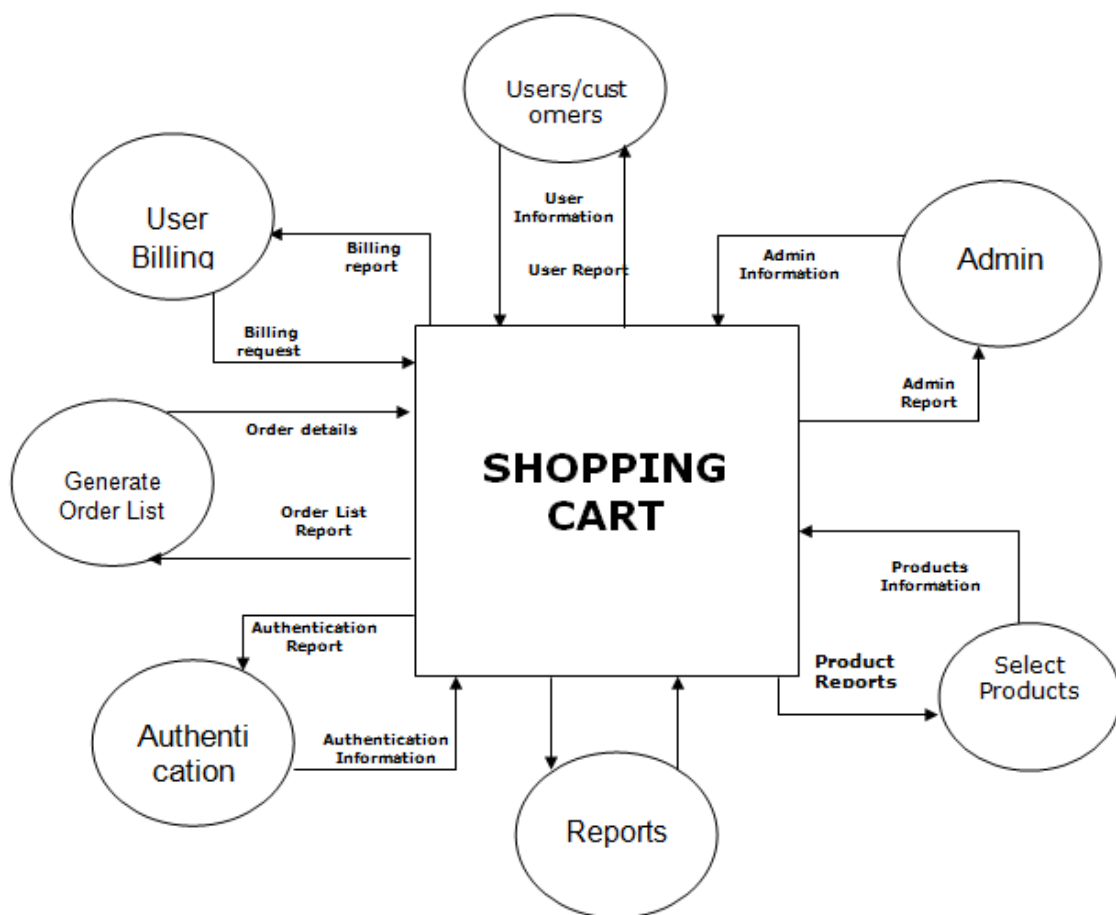 Users/cust
omers
User
Billing
Billing
report
User
Information
User Report
Admin
Information
Admin
Billing
request
Admin
Report
Order details
Generate
Order List
SHOPPING
CART
Order List
Report
Products
Information
Authentication
Report
Product
Reports
Select
Products
Authenti
cation
Authentication
Information
Reports